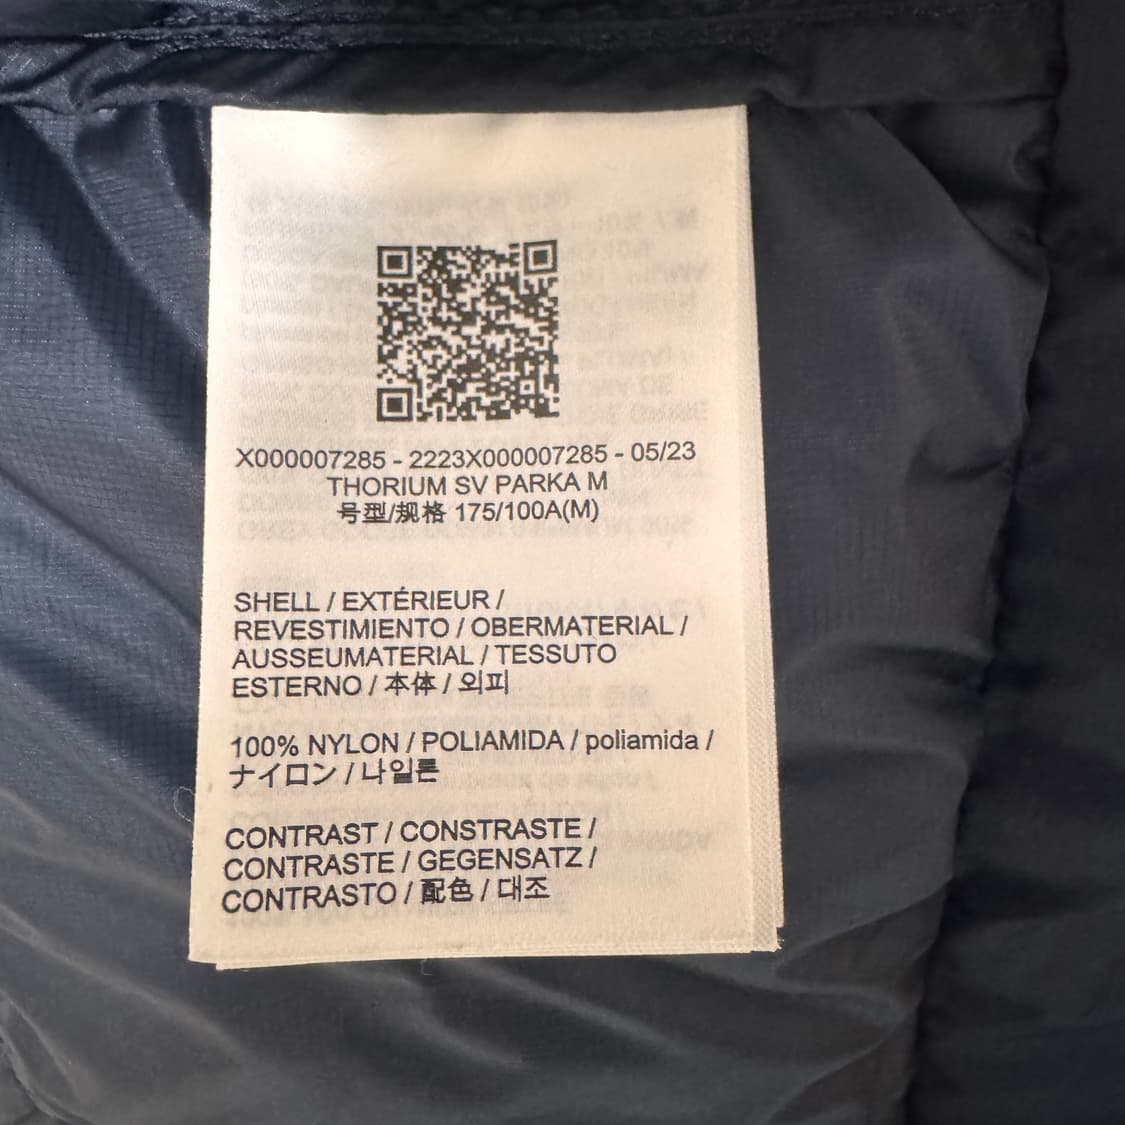 X000007285 - 2223X000007285 - 05/23
THORIUM SV PARKA M
号型/规格 175/100A(M)
SHELL / EXTÉRIEUR /
REVESTIMIENTO / OBERMATERIAL /
AUSSEUMATERIAL / TESSUTO
ESTERNO / 本体 / 외피
100% NYLON / POLIAMIDA / poliamida /
ナイロン / 나일론
CONTRAST / CONSTRASTE /
CONTRASTE / GEGENSATZ /
CONTRASTO / 配色 / 대조